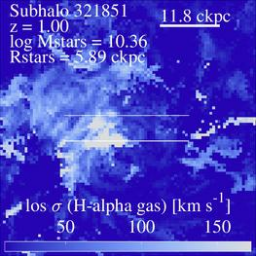 Subhalo 321851
11.8 ckpc
z = 1.00
log Mstars = 10.36
Rstars = 5.89 ckpc
los σ (H-alpha gas) [km s⁻¹]
50 100 150